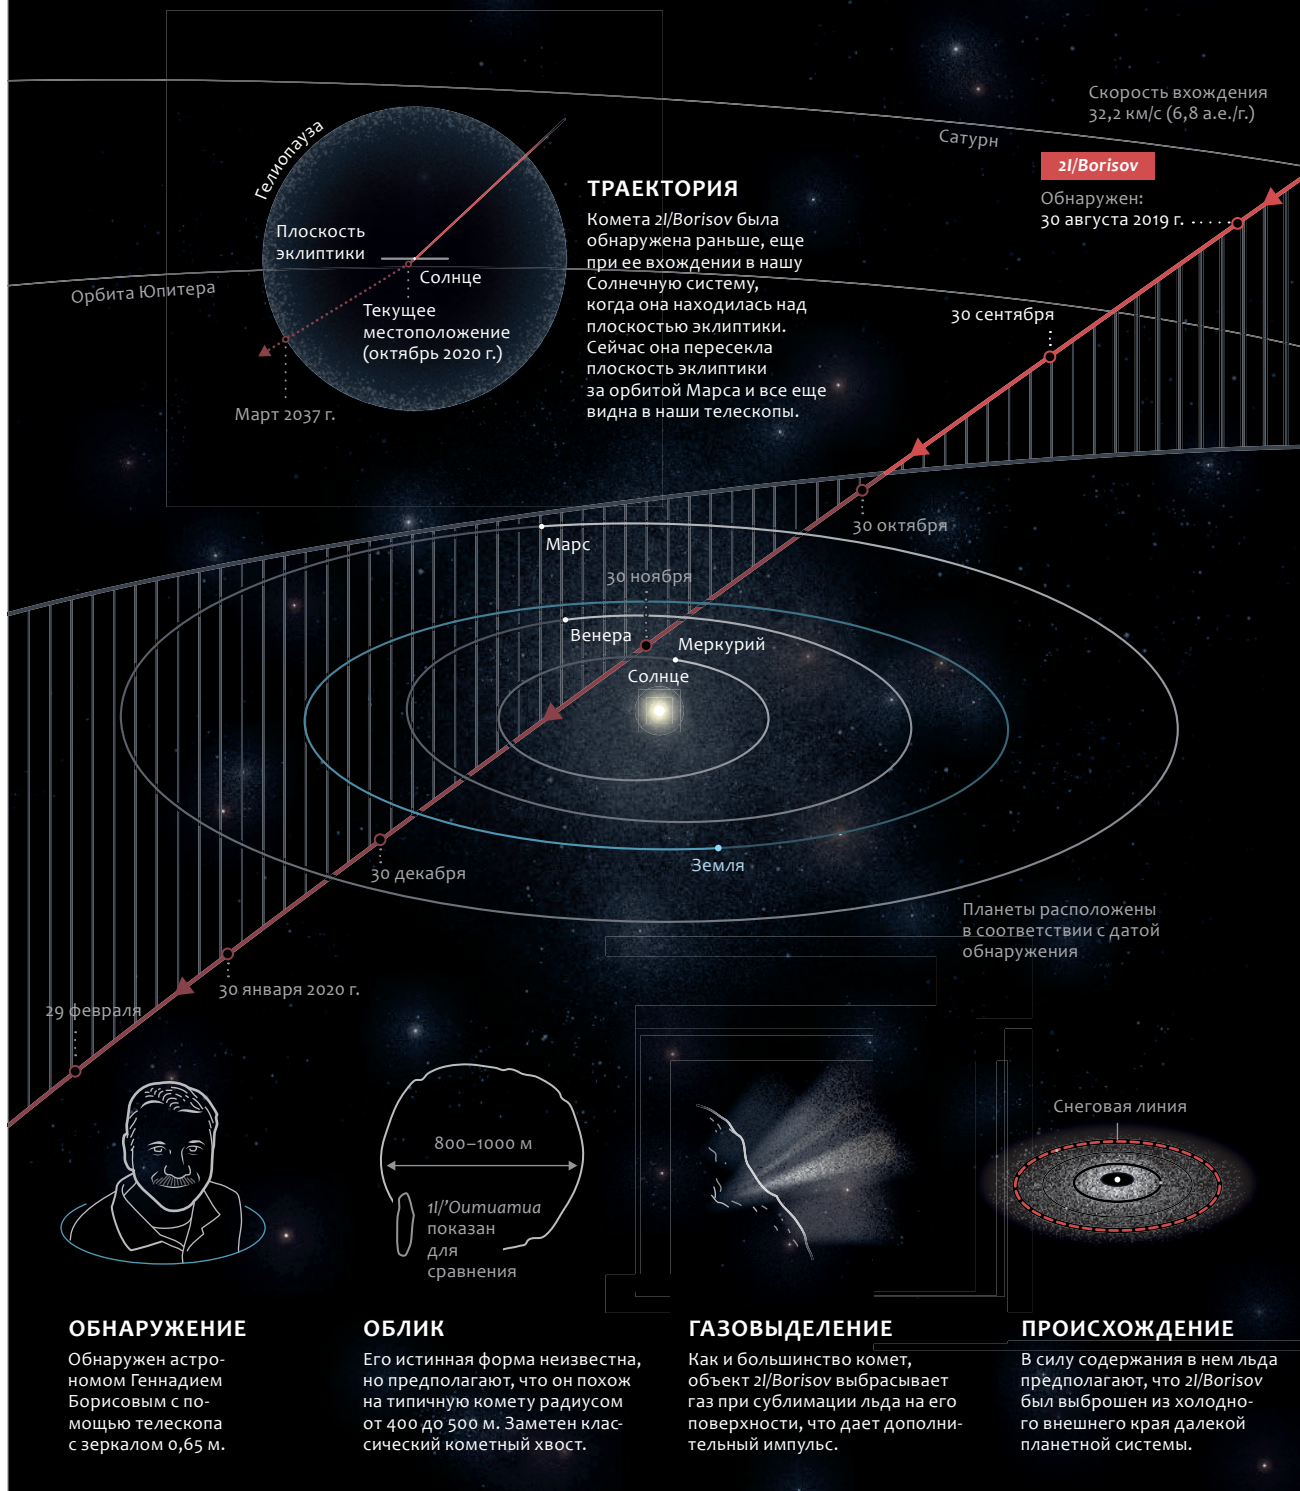 Скорость вхождения
32,2 км/с (6,8 а.е./г.)
Сатурн
2I/Borisov
Обнаружен:
30 августа 2019 г.
Гелиопауза
Плоскость
эклиптики
Солнце
Текущее
местоположение
(октябрь 2020 г.)
Март 2037 г.
Орбита Юпитера
ТРАЕКТОРИЯ
Комета 2I/Borisov была
обнаружена раньше, еще
при ее вхождении в нашу
Солнечную систему,
когда она находилась над
плоскостью эклиптики.
Сейчас она пересекла
плоскость эклиптики
за орбитой Марса и все еще
видна в наши телескопы.
30 сентября
30 октября
Марс
30 ноября
Венера
Меркурий
Солнце
Земля
30 декабря
Планеты расположены
в соответствии с датой
обнаружения
30 января 2020 г.
29 февраля
800–1000 м
1I/'Oumuamua
показан
для
сравнения
Снеговая линия
ОБНАРУЖЕНИЕ
Обнаружен астро-
номом Геннадием
Борисовым с по-
мощью телескопа
с зеркалом 0,65 м.
ОБЛИК
Его истинная форма неизвестна,
но предполагают, что он похож
на типичную комету радиусом
от 400 до 500 м. Заметен клас-
сический кометный хвост.
ГАЗОВЫДЕЛЕНИЕ
Как и большинство комет,
объект 2I/Borisov выбрасывает
газ при сублимации льда на его
поверхности, что дает дополни-
тельный импульс.
ПРОИСХОЖДЕНИЕ
В силу содержания в нем льда
предполагают, что 2I/Borisov
был выброшен из холодно-
го внешнего края далекой
планетной системы.